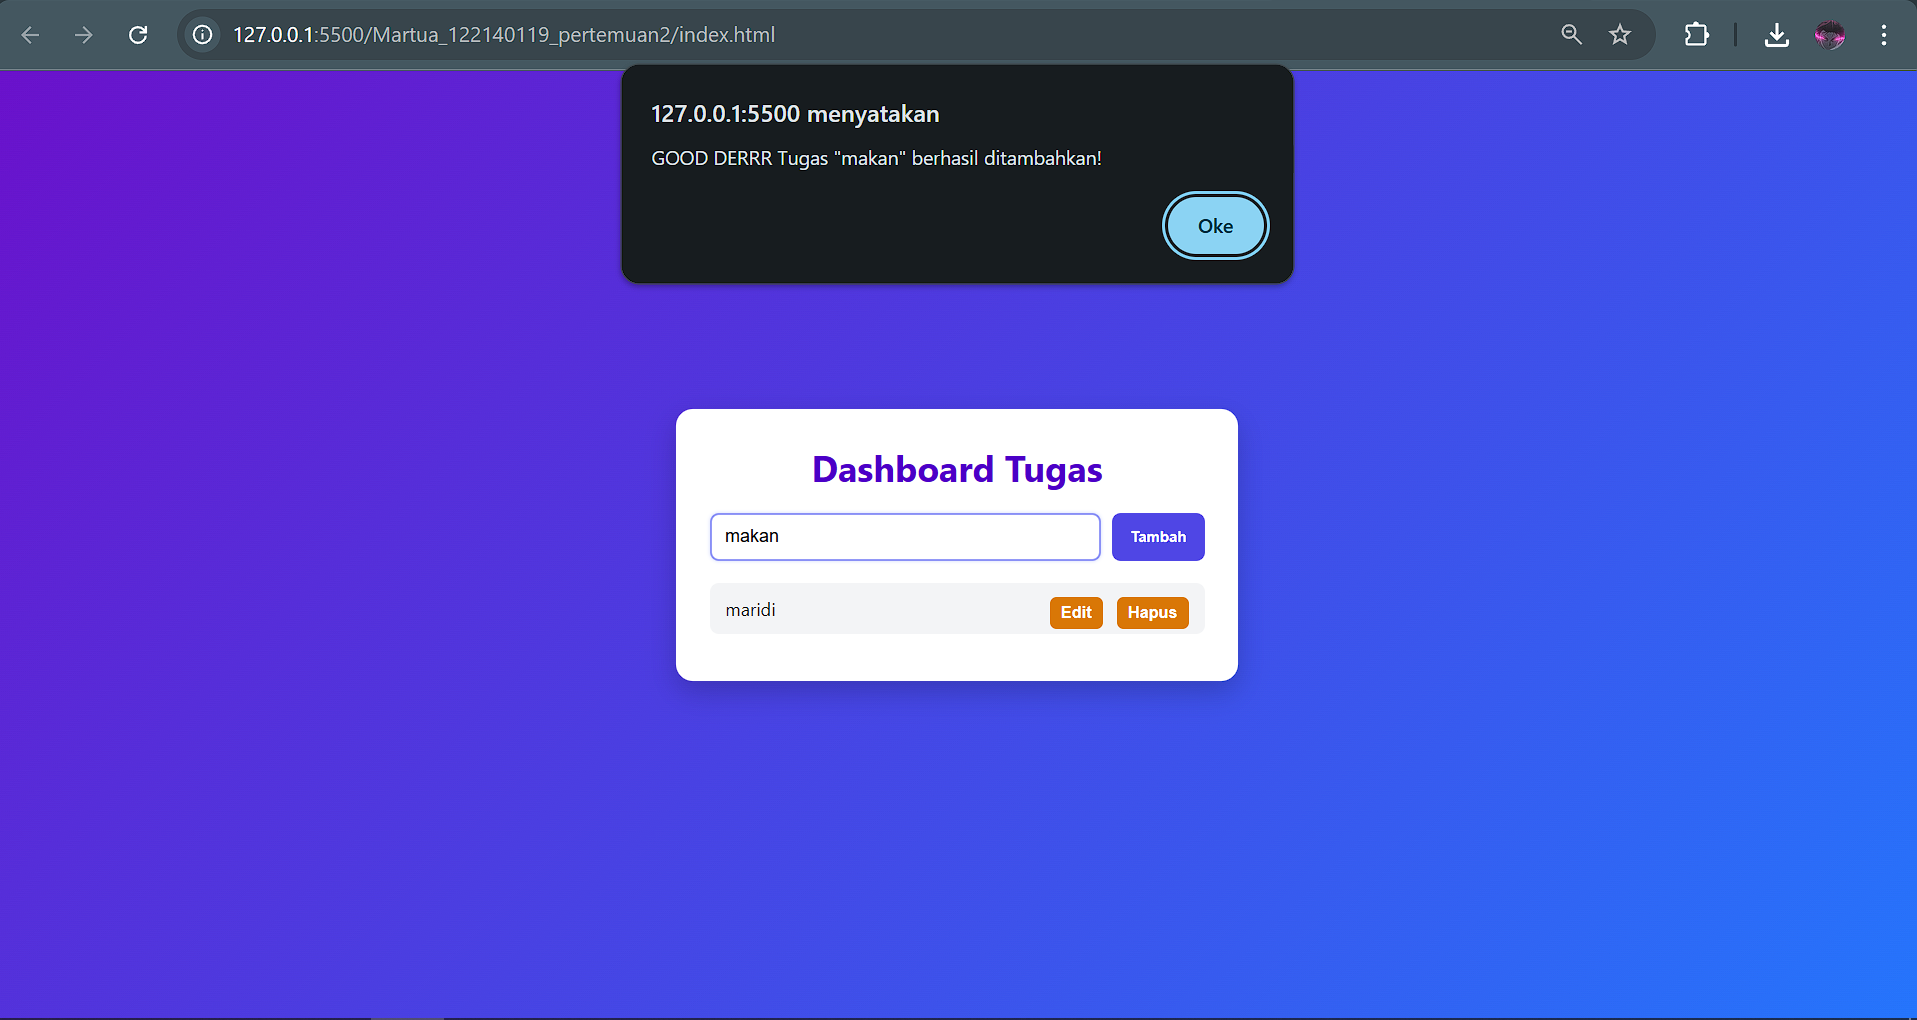 127.0.0.1:5500/Martua_122140119_pertemuan2/index.html
127.0.0.1:5500 menyatakan
GOOD DERRR Tugas "makan" berhasil ditambahkan!
Oke
Dashboard Tugas
makan Tambah
maridi Edit Hapus